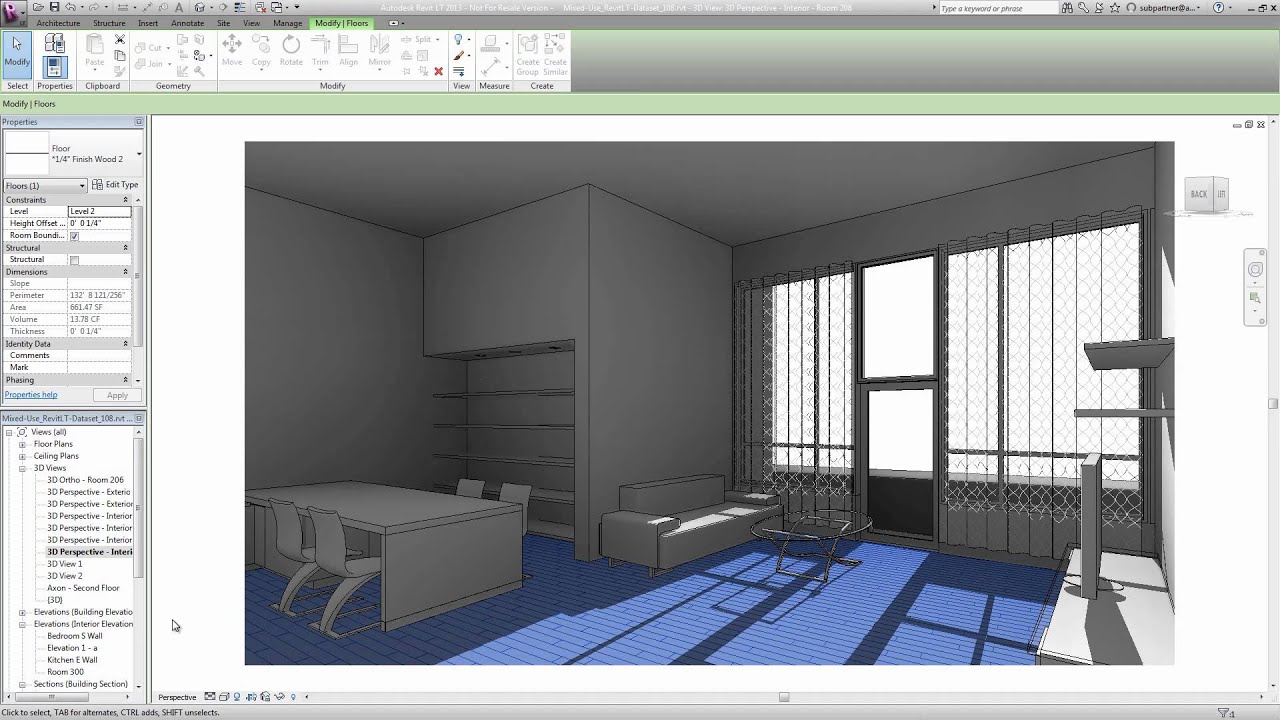 Autodesk Revit LT 2013 - Not For Resale Version - Mixed-Use_RevitLT-Dataset_108.rvt - 3D View: 3D Perspective - Interior - Room 208
Type a keyword or phrase
subpartner@a...
Architecture Structure Insert Annotate Site View Manage Modify | Floors
Modify
Properties
Paste
Cut
Join
Move Copy Rotate Trim Align Mirror
Split
Create Group
Create Similar
Select Properties Clipboard Geometry Modify View Measure Create
Modify | Floors
Properties
Floor
*1/4" Finish Wood 2
Floors (1) Edit Type
Constraints
Level Level 2
Height Offset ... 0' 0 1/4"
Room Boundi...
Structural
Structural
Dimensions
Slope
Perimeter 132' 8 121/256"
Area 661.47 SF
Volume 13.78 CF
Thickness 0' 0 1/4"
Identity Data
Comments
Mark
Phasing
Properties help Apply
Mixed-Use_RevitLT-Dataset_108.rvt ...
Views (all)
Floor Plans
Ceiling Plans
3D Views
3D Ortho - Room 206
3D Perspective - Exterio
3D Perspective - Exterior
3D Perspective - Interior
3D Perspective - Interior
3D Perspective - Interior
3D Perspective - Interi
3D View 1
3D View 2
Axon - Second Floor
{3D}
Elevations (Building Elevatio
Elevations (Interior Elevation
Bedroom S Wall
Elevation 1 - a
Kitchen E Wall
Room 300
Sections (Building Section)
BACK
Perspective
Click to select, TAB for alternates, CTRL adds, SHIFT unselects.
:1